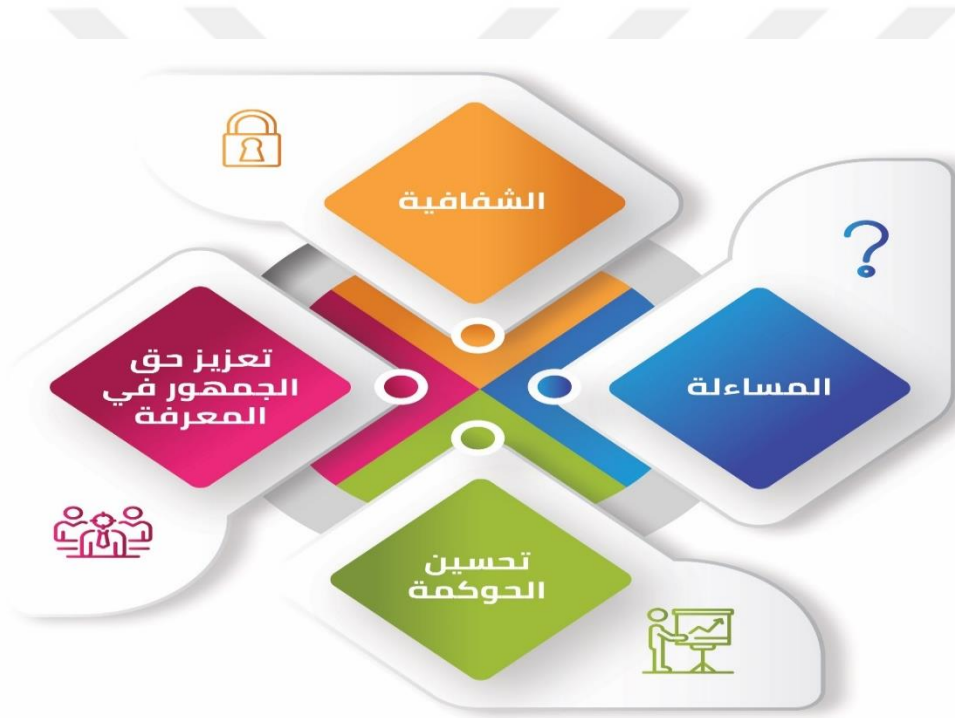 الشفافية
المساءلة
تعزيز حق
الجمهور في
المعرفة
تحسين
الحوكمة